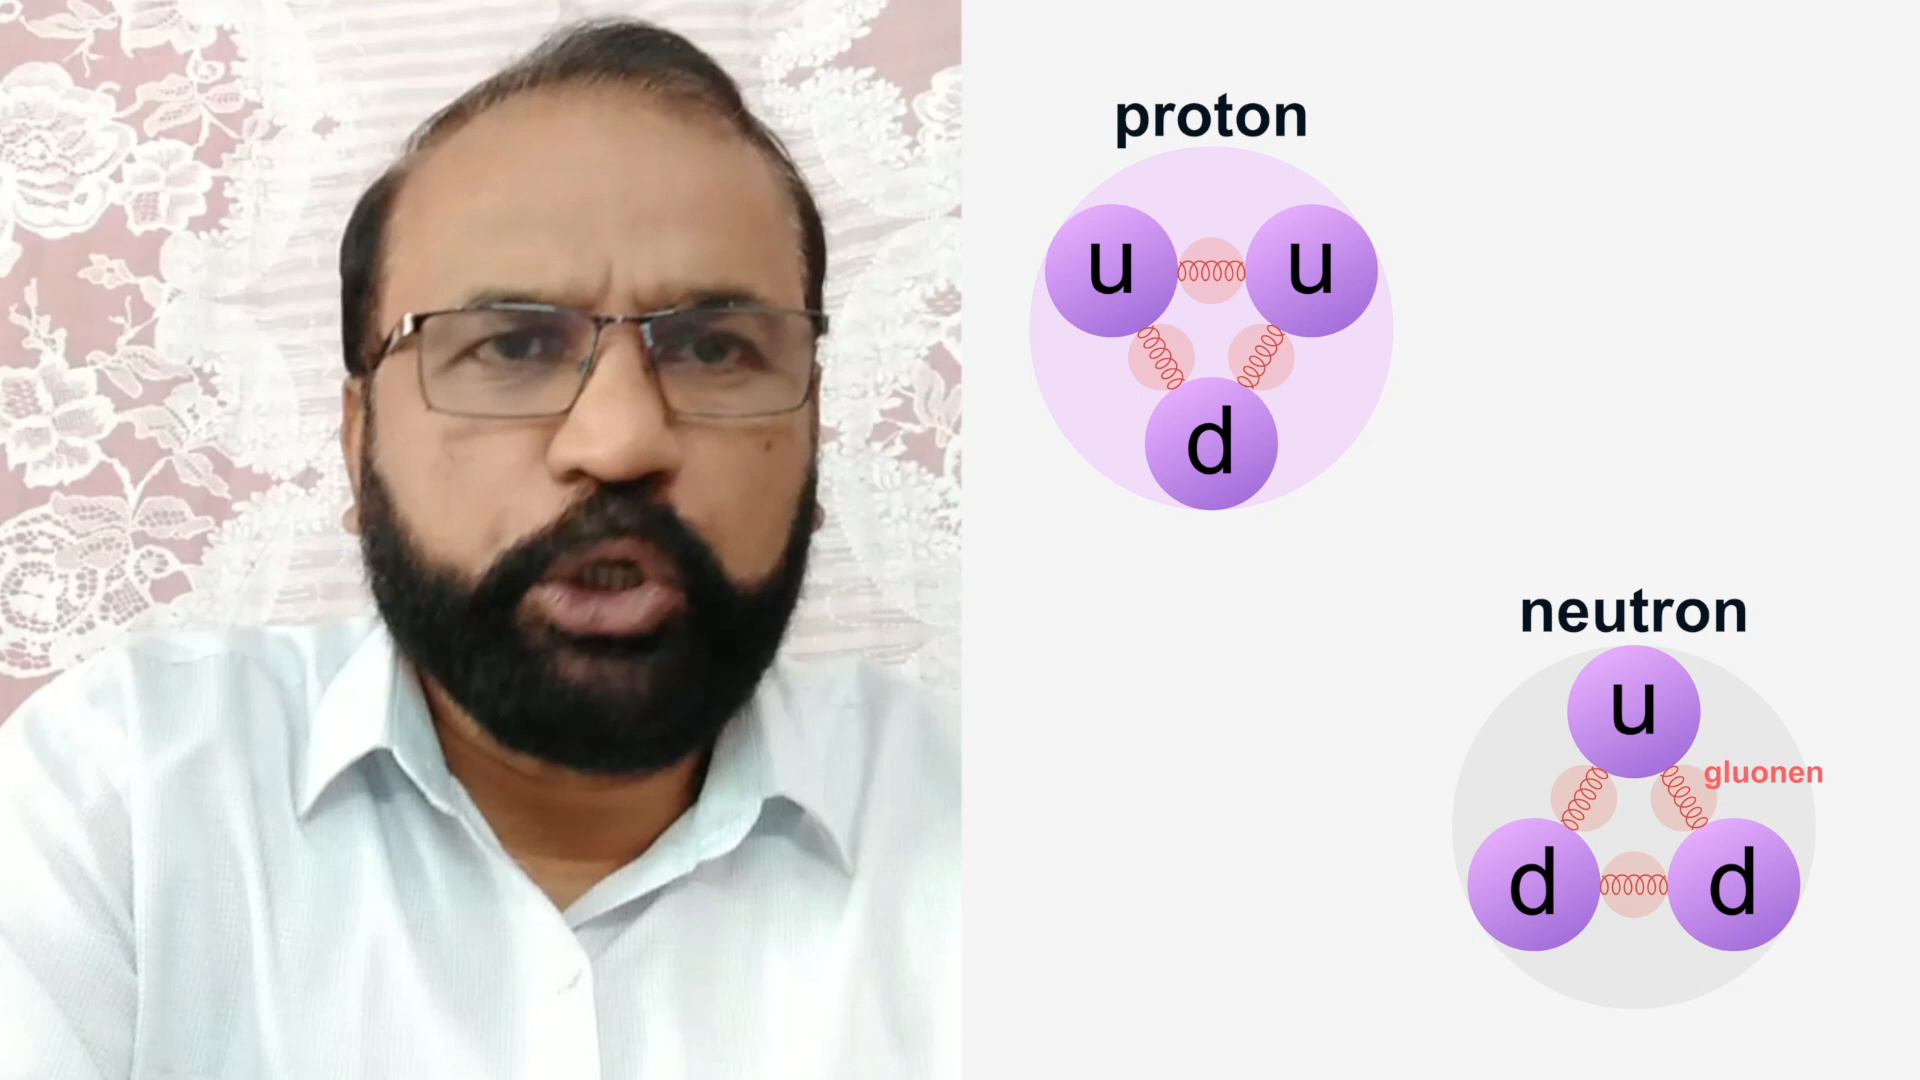 proton
u u
d
neutron
u
gluonen
d d